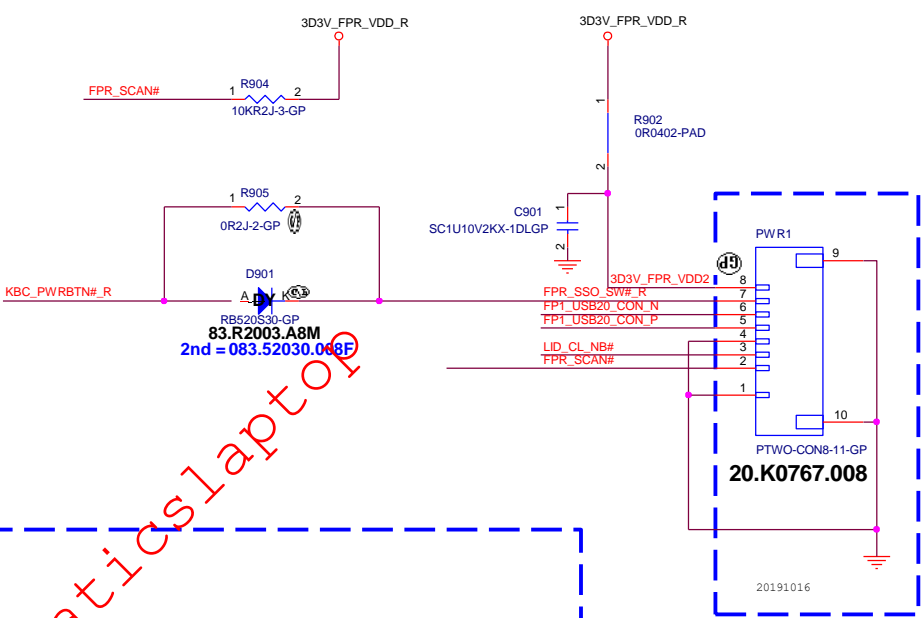 3D3V_FPR_VDD_R
3D3V_FPR_VDD_R
FPR_SCAN#
1
R904
2
10KR2J-3-GP
1
R902
0R0402-PAD
2
1
R905
2
0R2J-2-GP
C901
1
SC1U10V2KX-1DLGP
2
PWR1
GP
9
D901
KBC_PWRBTN#_R
A
DY
K
RB520S30-GP
83.R2003.A8M
2nd = 083.52030.008F
3D3V_FPR_VDD2
8
FPR_SSO_SW#_R
7
FP1_USB20_CON_N
6
FP1_USB20_CON_P
5
4
LID_CL_NB#
3
FPR_SCAN#
2
1
10
PTWO-CON8-11-GP
20.K0767.008
20191016
aticslaptop